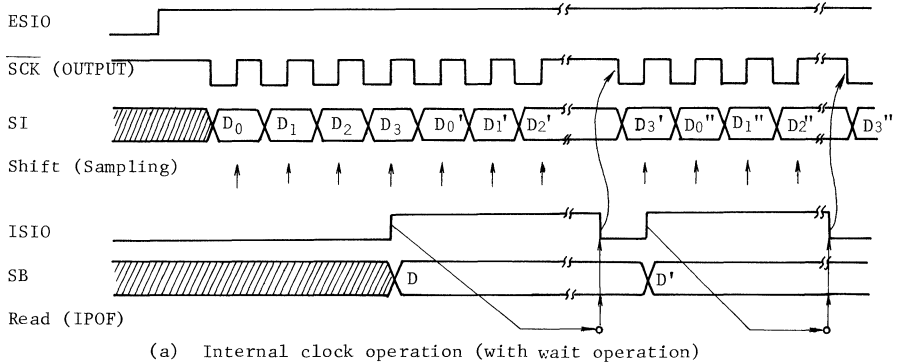 ESIO
SCK (OUTPUT)
SI D0 D1 D2 D3 D0' D1' D2' D3' D0" D1" D2" D3"
Shift (Sampling)
ISIO
SB D D'
Read (IPOF)
(a) Internal clock operation (with wait operation)